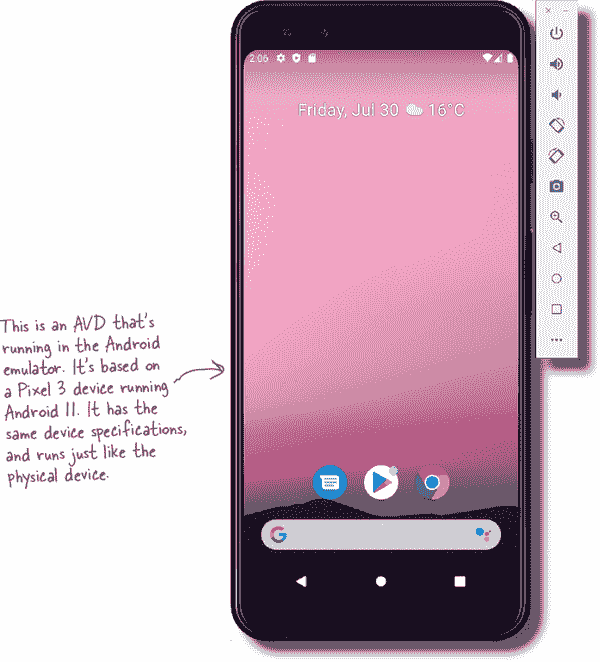 2:06
Friday, Jul 30 16°C
This is an AVD that's
running in the Android
emulator. It's based on
a Pixel 3 device running
Android 11. It has the
same device specifications,
and runs just like the
physical device.
G